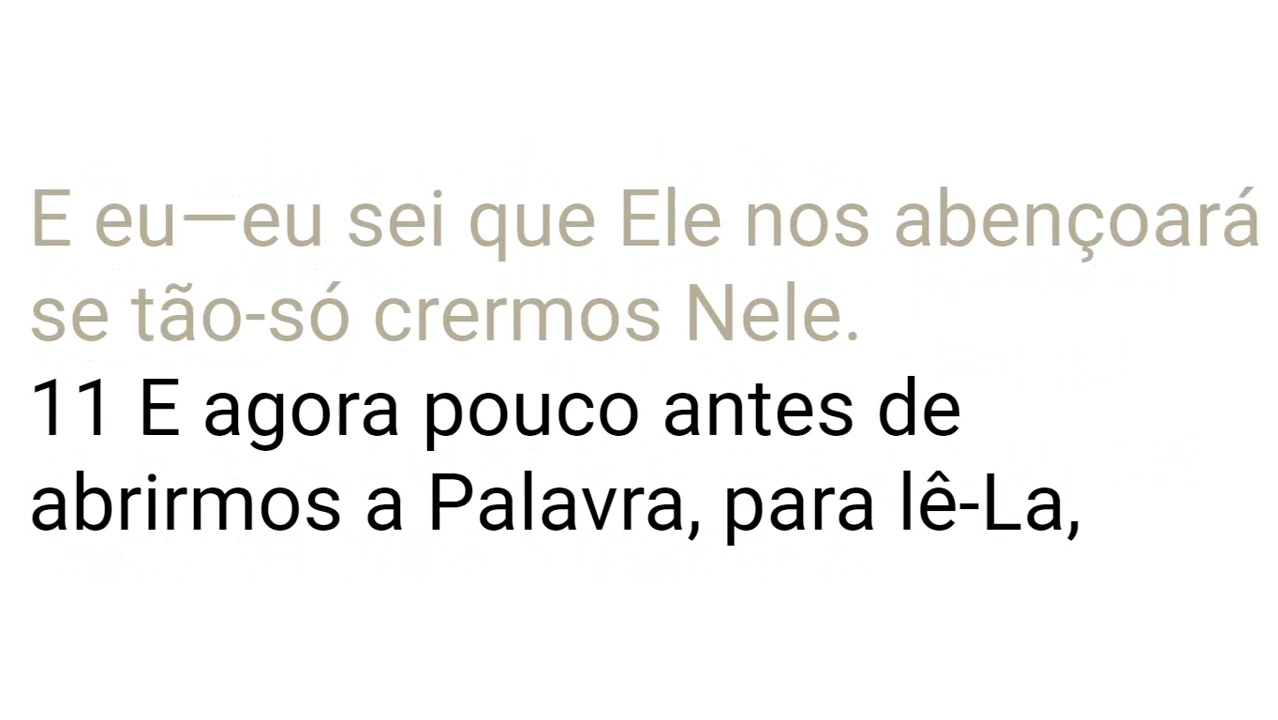 E eu—eu sei que Ele nos abençoará
se tão-só crermos Nele.
11 E agora pouco antes de
abrirmos a Palavra, para lê-La,